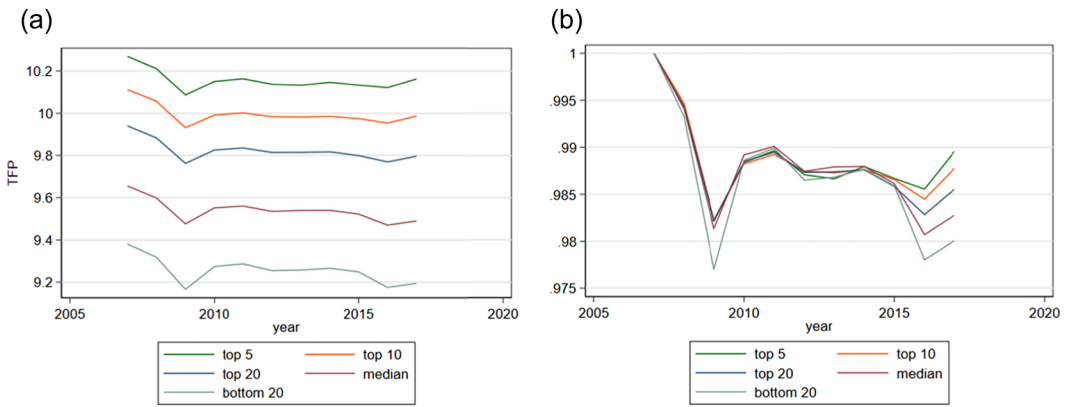 (a)
10.2
10
9.8
9.6
9.4
9.2
TFP
2005 2010 2015 2020
year
top 5 top 10
top 20 median
bottom 20
(b)
1
.995
.99
.985
.98
.975
2005 2010 2015 2020
year
top 5 top 10
top 20 median
bottom 20